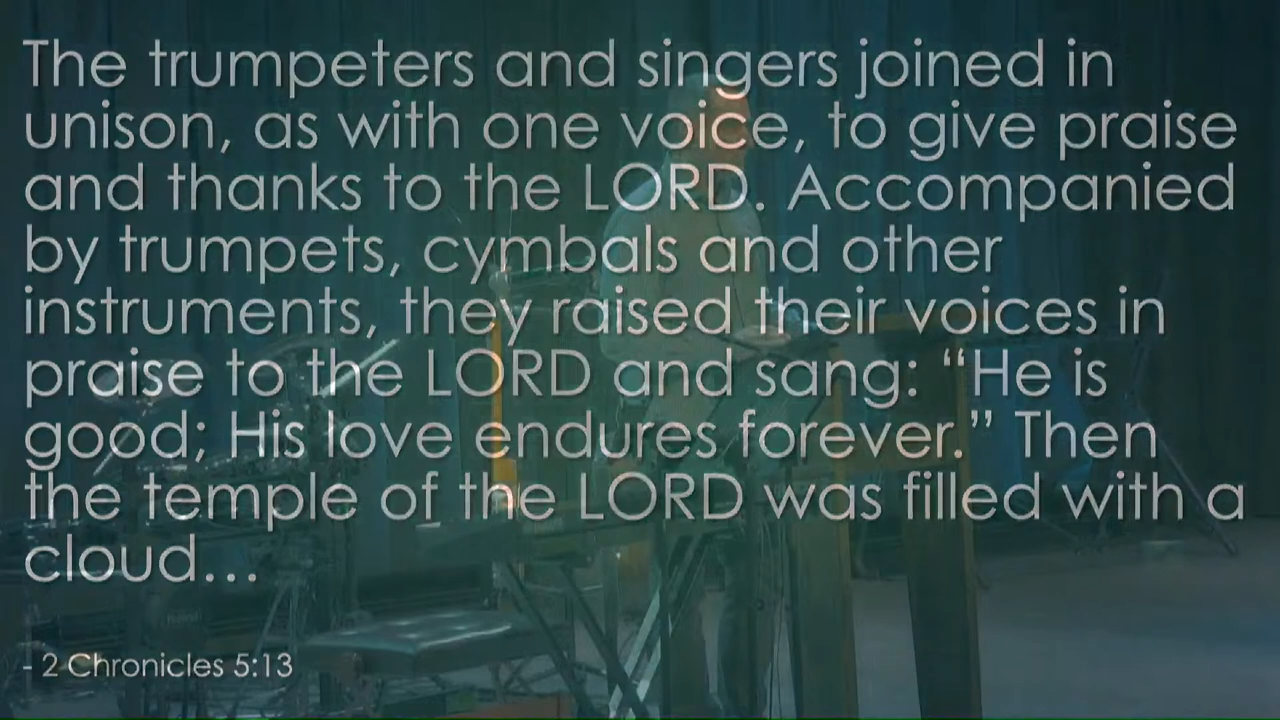 The trumpeters and singers joined in
unison, as with one voice, to give praise
and thanks to the LORD. Accompanied
by trumpets, cymbals and other
instruments, they raised their voices in
praise to the LORD and sang: “He is
good; His love endures forever.” Then
the temple of the LORD was filled with a
cloud…
- 2 Chronicles 5:13